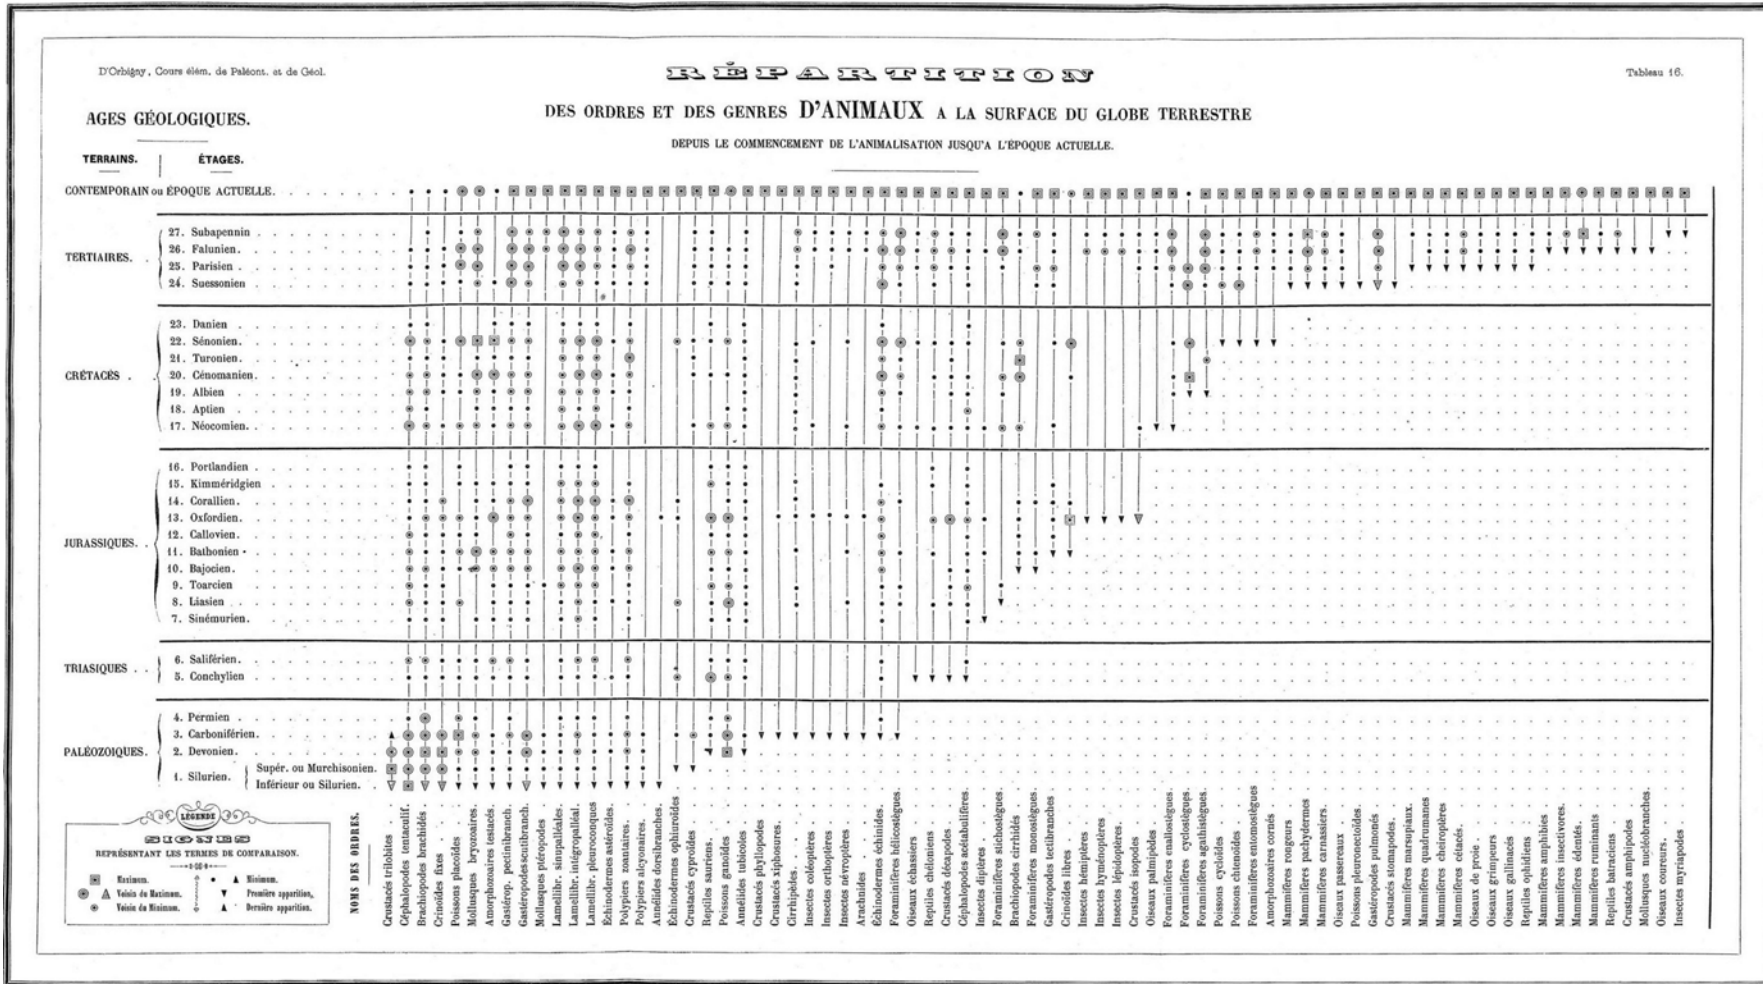 D'Orbigny, Cours élém. de Paléont. et de Géol.
Tableau 16.
RÉPARTITION
DES ORDRES ET DES GENRES D'ANIMAUX A LA SURFACE DU GLOBE TERRESTRE
DEPUIS LE COMMENCEMENT DE L'ANIMALISATION JUSQU'A L'ÉPOQUE ACTUELLE.
AGES GÉOLOGIQUES.
TERRAINS. ÉTAGES.
CONTEMPORAIN ou ÉPOQUE ACTUELLE.
TERTIAIRES.
27. Subapennin
26. Falunien
25. Parisien
24. Suessonien
CRÉTACÉS
23. Danien
22. Sénonien
21. Turonien
20. Cénomanien
19. Albien
18. Aptien
17. Néocomien
JURASSIQUES.
16. Portlandien
15. Kimméridgien
14. Corallien
13. Oxfordien
12. Callovien
11. Bathonien
10. Bajocien
9. Toarcien
8. Liasien
7. Sinémurien
TRIASIQUES
6. Saliférien
5. Conchylien
PALÉOZOIQUES.
4. Permien
3. Carboniférien
2. Devonien
1. Silurien.
Supér. ou Murchisonien.
Inférieur ou Silurien.
LÉGENDE
SIGNES
REPRÉSENTANT LES TERMES DE COMPARAISON.
Maximum.
Voisin du Maximum.
Voisin du Minimum.
Minimum.
Première apparition.
Dernière apparition.
NOMS DES ORDRES.
Crustacés trilobites
Céphalopodes tentaculif.
Brachiopodes brachidés
Crinoïdes fixes
Poissons placoïdes
Mollusques bryozoaires
Amorphozoaires testacés
Gastérop. pectinibranch
Gastéropodes scutibranch.
Mollusques ptéropodes
Lamellibr. sinupaléales
Lamellibr. intégropalléal.
Lamellibr. pleuroconques
Échinodermes astéroïdes
Polypiers zoantaires
Polypiers alcyonaires
Annélides dorsibranches
Échinodermes ophiuroïdes
Crustacés cyproïdes
Reptiles sauriens
Poissons ganoïdes
Annélides tubicoles
Crustacés phyllopodes
Crustacés xiphosures
Cirrhipèdes
Insectes coléoptères
Insectes orthoptères
Insectes névroptères
Arachnides
Échinodermes échinides
Foraminifères hélicostègues
Oiseaux échassiers
Reptiles chéloniens
Crustacés décapodes
Céphalopodes acétabulifères
Insectes diptères
Foraminifères stichostègues
Brachiopodes cirrhidés
Foraminifères monostègues
Gastéropodes tectibranches
Crinoïdes libres
Insectes hémiptères
Insectes hyménoptères
Insectes lépidoptères
Crustacés isopodes
Oiseaux palmipèdes
Foraminifères enallostègues
Foraminifères cyclostègues
Foraminifères agathistègues
Poissons cycloïdes
Poissons cténoïdes
Foraminifères entomostègues
Amorphozoaires cornés
Mammifères rongeurs
Mammifères pachydermes
Mammifères carnassiers
Oiseaux passereaux
Poissons pleuronectoïdes
Gastéropodes pulmonés
Crustacés stomapodes
Mammifères marsupiaux
Mammifères quadrumanes
Mammifères cheiroptères
Mammifères cétacés
Oiseaux de proie
Oiseaux grimpeurs
Oiseaux gallinacés
Reptiles ophidiens
Mammifères amphibies
Mammifères insectivores
Mammifères édentés
Mammifères ruminants
Reptiles batraciens
Crustacés amphipodes
Mollusques nucléobranches
Oiseaux coureurs
Insectes myriapodes